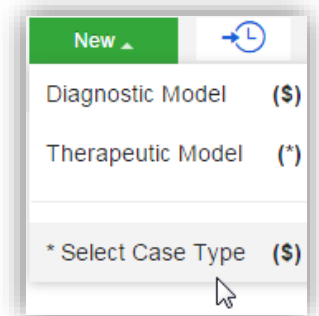 New
Diagnostic Model ($)
Therapeutic Model (*)
* Select Case Type ($)